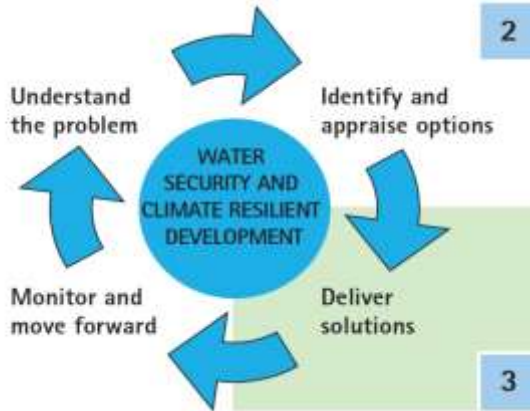 2
Understand
the problem
Identify and
appraise options
WATER
SECURITY AND
CLIMATE RESILIENT
DEVELOPMENT
Monitor and
move forward
Deliver
solutions
3